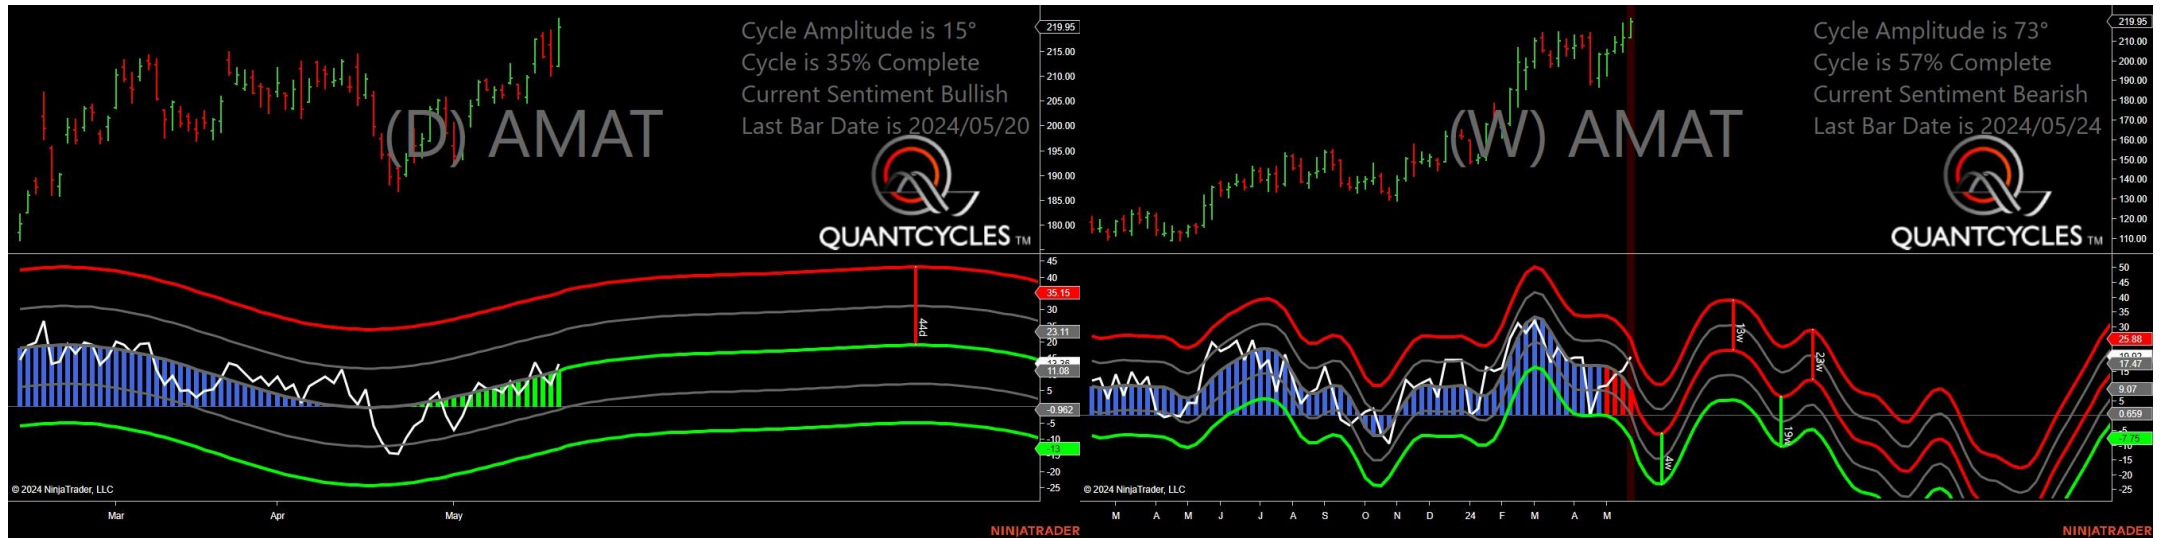 Cycle Amplitude is 15°
Cycle is 35% Complete
Current Sentiment Bullish
Last Bar Date is 2024/05/20
(D) AMAT
QUANTCYCLES TM
219.95
215.00
210.00
205.00
200.00
195.00
190.00
185.00
180.00
45
40
35.15
30
23.11
20
11.08
5
-0.962
-5
-10
-13
-20
-25
44d
© 2024 NinjaTrader, LLC
Mar Apr May
NINJATRADER
Cycle Amplitude is 73°
Cycle is 57% Complete
Current Sentiment Bearish
Last Bar Date is 2024/05/24
(W) AMAT
QUANTCYCLES TM
219.95
210.00
200.00
190.00
180.00
170.00
160.00
150.00
140.00
130.00
120.00
110.00
50
45
40
35
30
25.88
17.47
15
9.07
5
0.659
-7.75
-15
-20
-25
13w
23w
19w
4w
© 2024 NinjaTrader, LLC
M A M J J A S O N D 24 F M A M
NINJATRADER